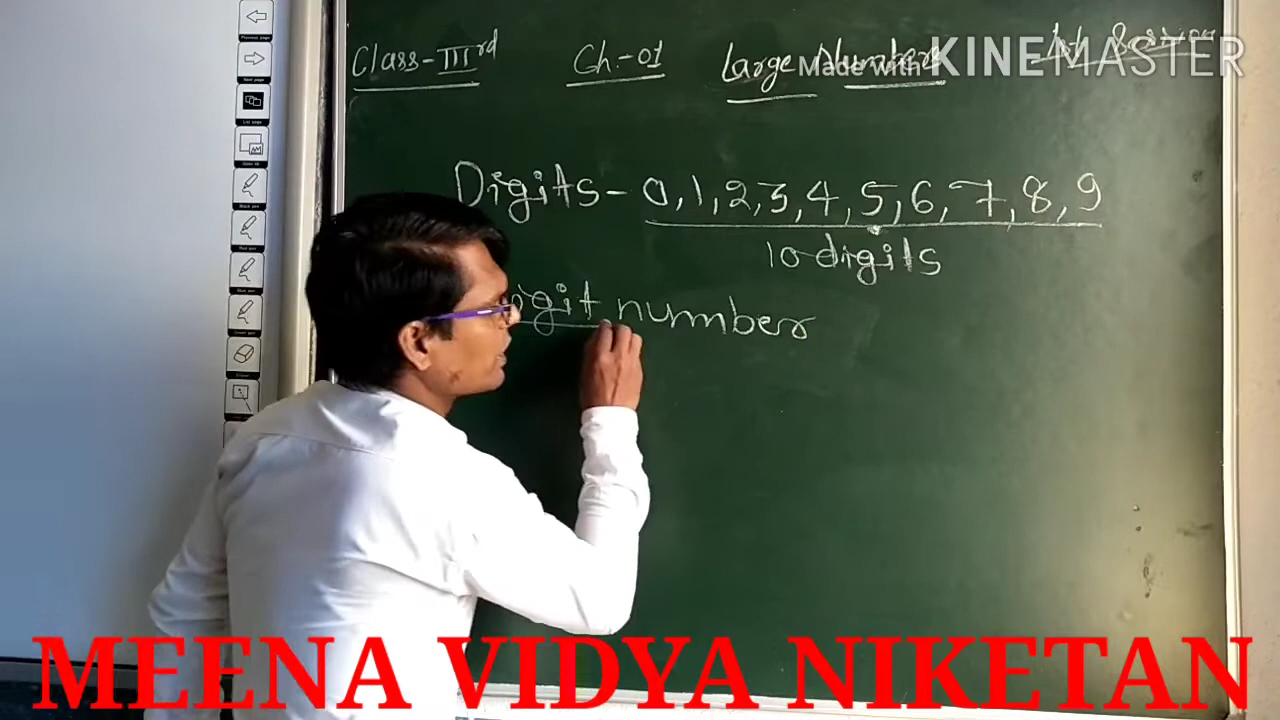 Class-IIIrd Ch.-01 Large Numbers
Made with KINEMASTER
Digits- 0,1,2,3,4,5,6,7,8,9
10 digits
digit number
MEENA VIDYA NIKETAN